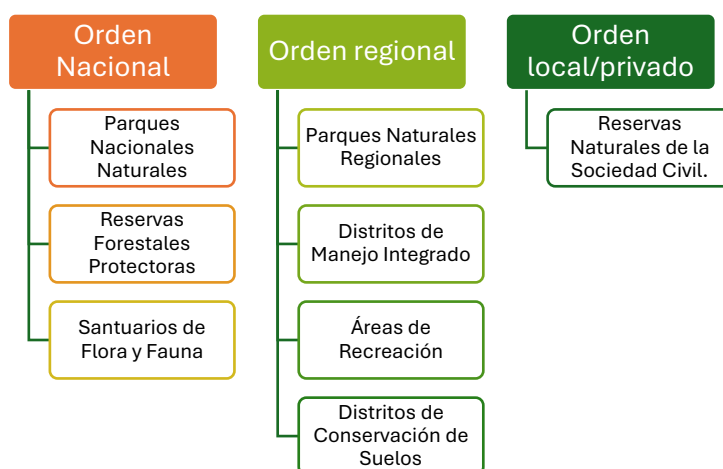 Orden
Nacional
Parques
Nacionales
Naturales
Reservas
Forestales
Protectoras
Santuarios de
Flora y Fauna
Orden regional
Parques Naturales
Regionales
Distritos de
Manejo Integrado
Áreas de
Recreación
Distritos de
Conservación de
Suelos
Orden
local/privado
Reservas
Naturales de la
Sociedad Civil.